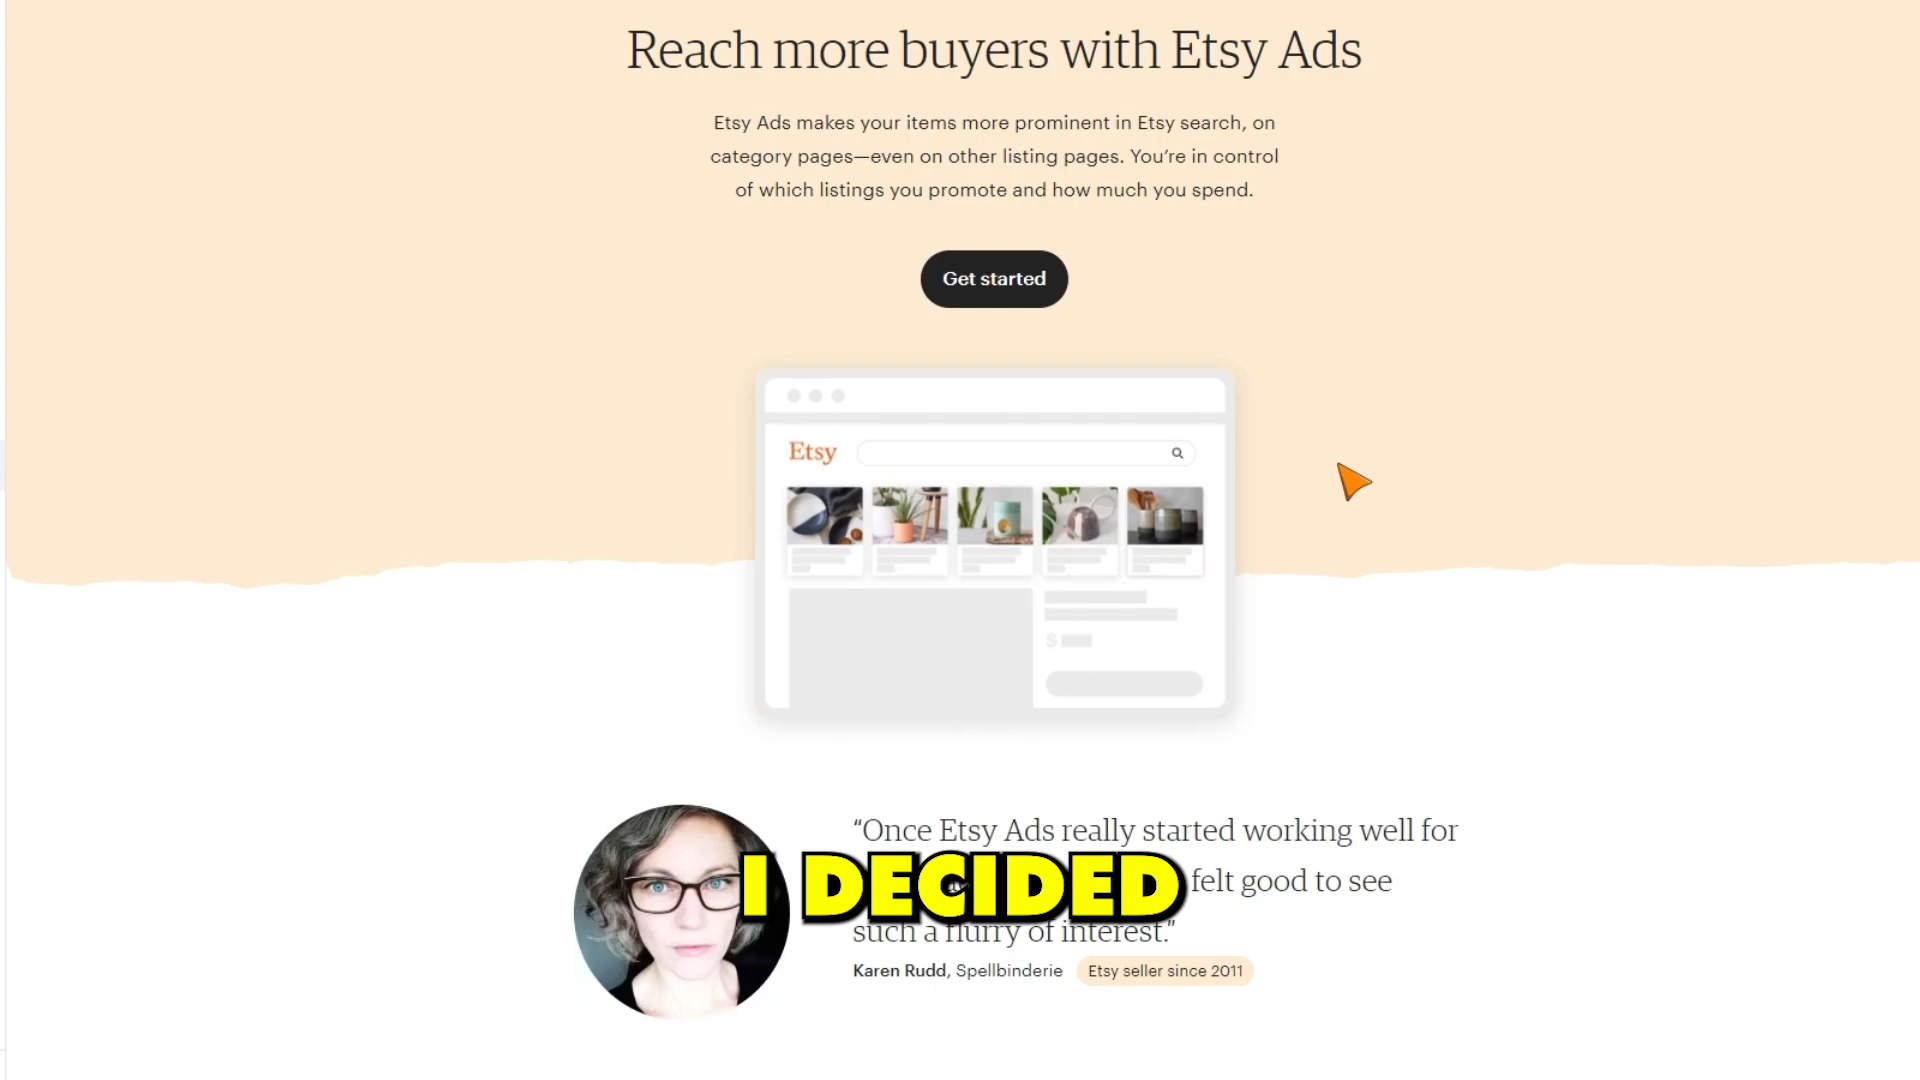 Reach more buyers with Etsy Ads
Etsy Ads makes your items more prominent in Etsy search, on
category pages—even on other listing pages. You’re in control
of which listings you promote and how much you spend.
Get started
Etsy
$
“Once Etsy Ads really started working well for
felt good to see
I DECIDED
such a flurry of interest.”
Karen Rudd, Spellbinderie
Etsy seller since 2011